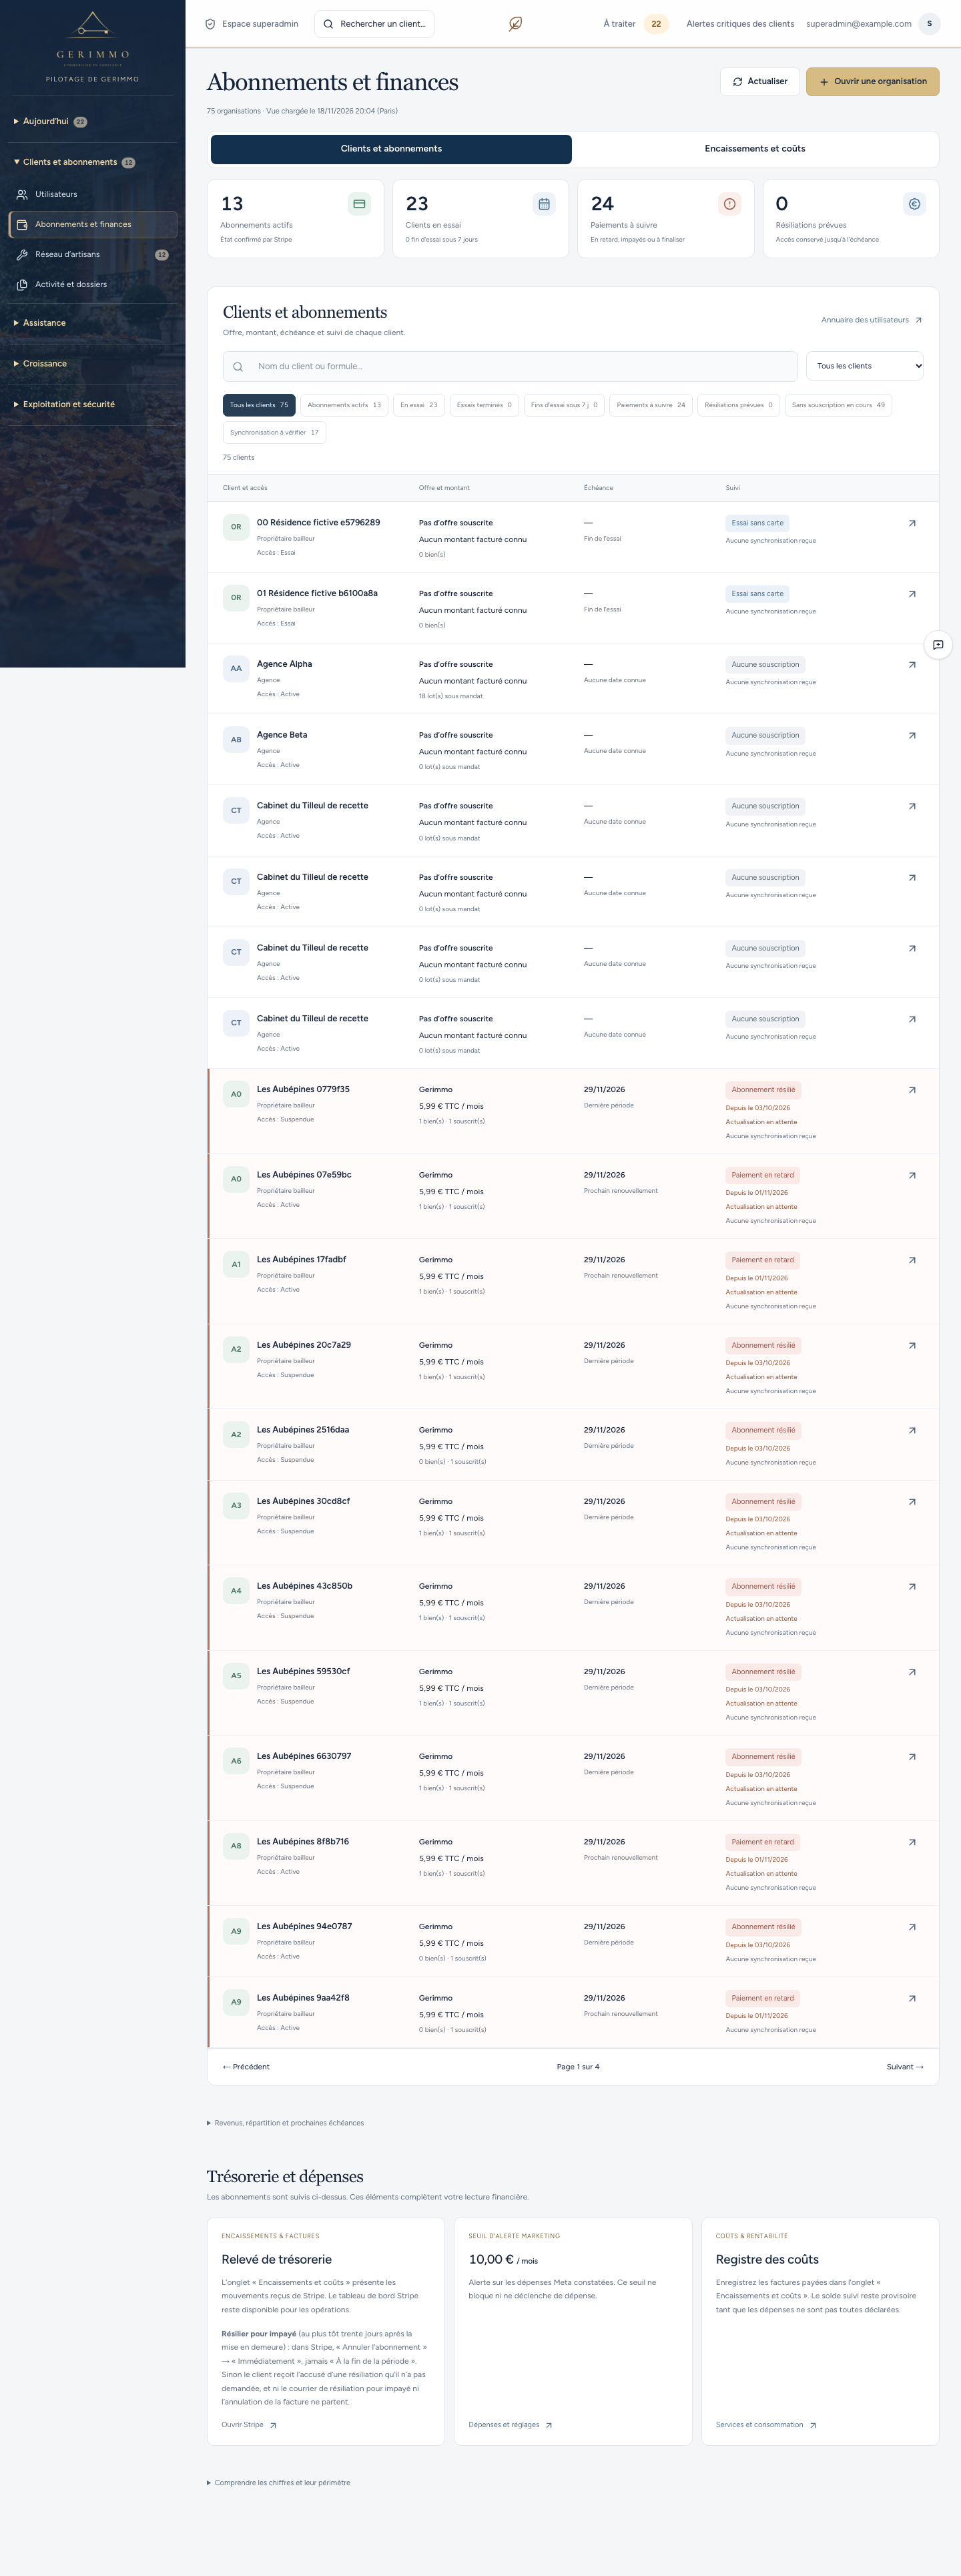 GERIMMO
PILOTAGE DE GERIMMO
Aujourd'hui 22
Clients et abonnements 12
Utilisateurs
Abonnements et finances
Réseau d'artisans 12
Activité et dossiers
Assistance
Croissance
Exploitation et sécurité
Espace superadmin
Rechercher un client...
À traiter 22
Alertes critiques des clients
superadmin@example.com
S
Abonnements et finances
Actualiser
Ouvrir une organisation
75 organisations · Vue chargée le 18/11/2026 20:04 (Paris)
Clients et abonnements
Encaissements et coûts
13
Abonnements actifs
État confirmé par Stripe
23
Clients en essai
0 fin d'essai sous 7 jours
24
Paiements à suivre
En retard, impayés ou à finaliser
0
Résiliations prévues
Accès conservé jusqu'à l'échéance
Clients et abonnements
Offre, montant, échéance et suivi de chaque client.
Annuaire des utilisateurs
Nom du client ou formule...
Tous les clients
Tous les clients 75
Abonnements actifs 13
En essai 23
Essais terminés 0
Fins d'essai sous 7 j 0
Paiements à suivre 24
Résiliations prévues 0
Sans souscription en cours 49
Synchronisation à vérifier 17
75 clients
Client et accès Offre et montant Échéance Suivi
0R 00 Résidence fictive e5796289 Pas d'offre souscrite — Essai sans carte
Propriétaire bailleur Aucun montant facturé connu Fin de l'essai Aucune synchronisation reçue
Accès : Essai 0 bien(s)
0R 01 Résidence fictive b6100a8a Pas d'offre souscrite — Essai sans carte
Propriétaire bailleur Aucun montant facturé connu Fin de l'essai Aucune synchronisation reçue
Accès : Essai 0 bien(s)
AA Agence Alpha Pas d'offre souscrite — Aucune souscription
Agence Aucun montant facturé connu Aucune date connue Aucune synchronisation reçue
Accès : Active 18 lot(s) sous mandat
AB Agence Beta Pas d'offre souscrite — Aucune souscription
Agence Aucun montant facturé connu Aucune date connue Aucune synchronisation reçue
Accès : Active 0 lot(s) sous mandat
CT Cabinet du Tilleul de recette Pas d'offre souscrite — Aucune souscription
Agence Aucun montant facturé connu Aucune date connue Aucune synchronisation reçue
Accès : Active 0 lot(s) sous mandat
CT Cabinet du Tilleul de recette Pas d'offre souscrite — Aucune souscription
Agence Aucun montant facturé connu Aucune date connue Aucune synchronisation reçue
Accès : Active 0 lot(s) sous mandat
CT Cabinet du Tilleul de recette Pas d'offre souscrite — Aucune souscription
Agence Aucun montant facturé connu Aucune date connue Aucune synchronisation reçue
Accès : Active 0 lot(s) sous mandat
CT Cabinet du Tilleul de recette Pas d'offre souscrite — Aucune souscription
Agence Aucun montant facturé connu Aucune date connue Aucune synchronisation reçue
Accès : Active 0 lot(s) sous mandat
A0 Les Aubépines 0779f35 Gerimmo 29/11/2026 Abonnement résilié
Propriétaire bailleur 5,99 € TTC / mois Dernière période Depuis le 03/10/2026
Accès : Suspendue 1 bien(s) · 1 souscrit(s) Actualisation en attente
Aucune synchronisation reçue
A0 Les Aubépines 07e59bc Gerimmo 29/11/2026 Paiement en retard
Propriétaire bailleur 5,99 € TTC / mois Prochain renouvellement Depuis le 01/11/2026
Accès : Active 1 bien(s) · 1 souscrit(s) Actualisation en attente
Aucune synchronisation reçue
A1 Les Aubépines 17fadbf Gerimmo 29/11/2026 Paiement en retard
Propriétaire bailleur 5,99 € TTC / mois Prochain renouvellement Depuis le 01/11/2026
Accès : Active 1 bien(s) · 1 souscrit(s) Actualisation en attente
Aucune synchronisation reçue
A2 Les Aubépines 20c7a29 Gerimmo 29/11/2026 Abonnement résilié
Propriétaire bailleur 5,99 € TTC / mois Dernière période Depuis le 03/10/2026
Accès : Suspendue 1 bien(s) · 1 souscrit(s) Actualisation en attente
Aucune synchronisation reçue
A2 Les Aubépines 2516daa Gerimmo 29/11/2026 Abonnement résilié
Propriétaire bailleur 5,99 € TTC / mois Dernière période Depuis le 03/10/2026
Accès : Suspendue 0 bien(s) · 1 souscrit(s) Aucune synchronisation reçue
A3 Les Aubépines 30cd8cf Gerimmo 29/11/2026 Abonnement résilié
Propriétaire bailleur 5,99 € TTC / mois Dernière période Depuis le 03/10/2026
Accès : Suspendue 1 bien(s) · 1 souscrit(s) Actualisation en attente
Aucune synchronisation reçue
A4 Les Aubépines 43c850b Gerimmo 29/11/2026 Abonnement résilié
Propriétaire bailleur 5,99 € TTC / mois Dernière période Depuis le 03/10/2026
Accès : Suspendue 1 bien(s) · 1 souscrit(s) Actualisation en attente
Aucune synchronisation reçue
A5 Les Aubépines 59530cf Gerimmo 29/11/2026 Abonnement résilié
Propriétaire bailleur 5,99 € TTC / mois Dernière période Depuis le 03/10/2026
Accès : Suspendue 1 bien(s) · 1 souscrit(s) Actualisation en attente
Aucune synchronisation reçue
A6 Les Aubépines 6630797 Gerimmo 29/11/2026 Abonnement résilié
Propriétaire bailleur 5,99 € TTC / mois Dernière période Depuis le 03/10/2026
Accès : Suspendue 1 bien(s) · 1 souscrit(s) Actualisation en attente
Aucune synchronisation reçue
A8 Les Aubépines 8f8b716 Gerimmo 29/11/2026 Paiement en retard
Propriétaire bailleur 5,99 € TTC / mois Prochain renouvellement Depuis le 01/11/2026
Accès : Active 1 bien(s) · 1 souscrit(s) Actualisation en attente
Aucune synchronisation reçue
A9 Les Aubépines 94e0787 Gerimmo 29/11/2026 Abonnement résilié
Propriétaire bailleur 5,99 € TTC / mois Dernière période Depuis le 03/10/2026
Accès : Active 0 bien(s) · 1 souscrit(s) Aucune synchronisation reçue
A9 Les Aubépines 9aa42f8 Gerimmo 29/11/2026 Paiement en retard
Propriétaire bailleur 5,99 € TTC / mois Prochain renouvellement Depuis le 01/11/2026
Accès : Active 0 bien(s) · 1 souscrit(s) Aucune synchronisation reçue
← Précédent Page 1 sur 4 Suivant →
Revenus, répartition et prochaines échéances
Trésorerie et dépenses
Les abonnements sont suivis ci-dessus. Ces éléments complètent votre lecture financière.
ENCAISSEMENTS & FACTURES
Relevé de trésorerie
L'onglet « Encaissements et coûts » présente les
mouvements reçus de Stripe. Le tableau de bord Stripe
reste disponible pour les opérations.
Résilier pour impayé (au plus tôt trente jours après la
mise en demeure) : dans Stripe, « Annuler l'abonnement »
→ « Immédiatement », jamais « À la fin de la période ».
Sinon le client reçoit l'accusé d'une résiliation qu'il n'a pas
demandée, et ni le courrier de résiliation pour impayé ni
l'annulation de la facture ne partent.
Ouvrir Stripe
SEUIL D'ALERTE MARKETING
10,00 € / mois
Alerte sur les dépenses Meta constatées. Ce seuil ne
bloque ni ne déclenche de dépense.
Dépenses et réglages
COÛTS & RENTABILITÉ
Registre des coûts
Enregistrez les factures payées dans l'onglet «
Encaissements et coûts ». Le solde suivi reste provisoire
tant que les dépenses ne sont pas toutes déclarées.
Services et consommation
Comprendre les chiffres et leur périmètre